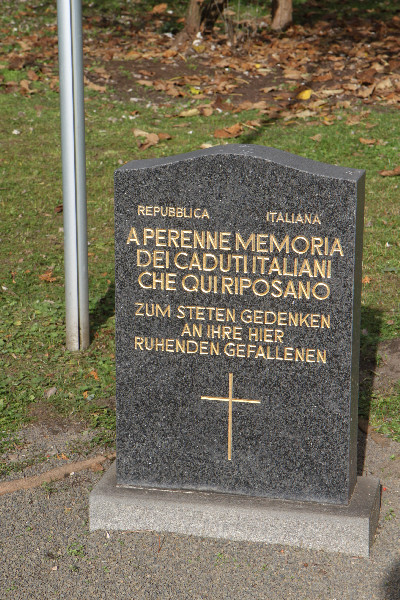 REPUBBLICA ITALIANA
A PERENNE MEMORIA
DEI CADUTI ITALIANI
CHE QUI RIPOSANO
ZUM STETEN GEDENKEN
AN IHRE HIER
RUHENDEN GEFALLENEN